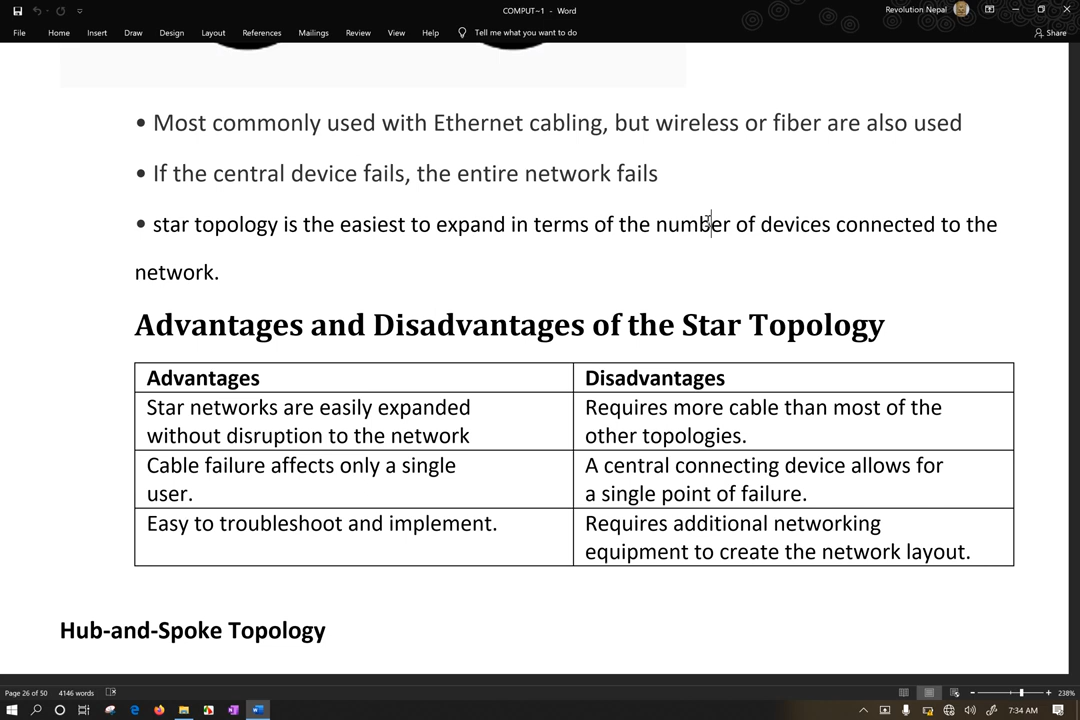 COMPUT~1 - Word
Revolution Nepal
File Home Insert Draw Design Layout References Mailings Review View Help Tell me what you want to do Share
• Most commonly used with Ethernet cabling, but wireless or fiber are also used
• If the central device fails, the entire network fails
• star topology is the easiest to expand in terms of the number of devices connected to the
network.
Advantages and Disadvantages of the Star Topology
Advantages Disadvantages
Star networks are easily expanded Requires more cable than most of the
without disruption to the network other topologies.
Cable failure affects only a single A central connecting device allows for
user. a single point of failure.
Easy to troubleshoot and implement. Requires additional networking
equipment to create the network layout.
Hub-and-Spoke Topology
Page 26 of 50 4146 words 238%
7:34 AM